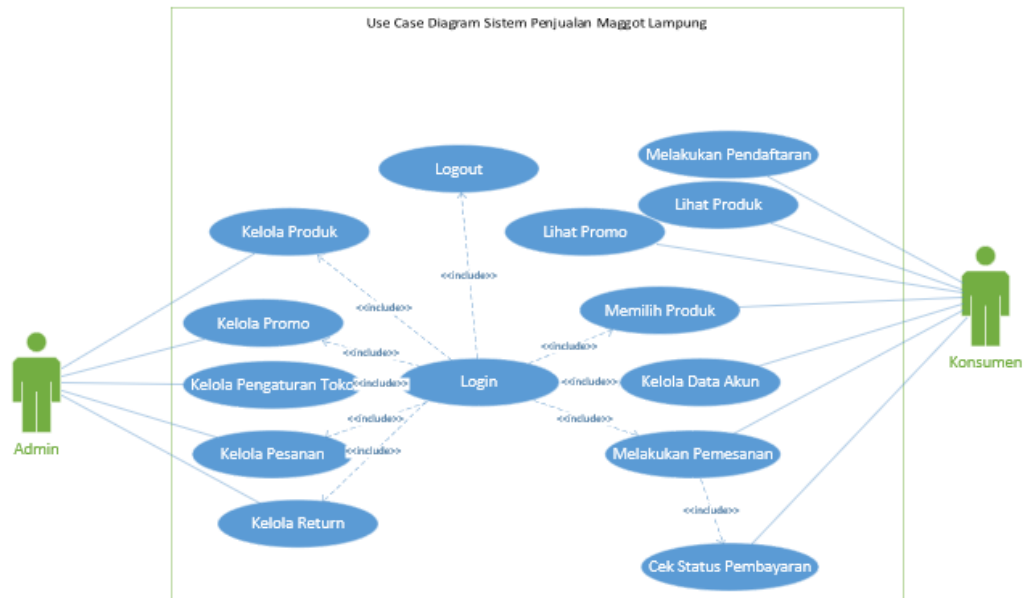 Use Case Diagram Sistem Penjualan Maggot Lampung
Melakukan Pendaftaran
Logout
Lihat Produk
Kelola Produk
Lihat Promo
<<include>>
<<include>>
Kelola Promo
Memilih Produk
<<include>>
<<include>>
Konsumen
Kelola Pengaturan Toko
<<include>>
Login
<<include>>
Kelola Data Akun
Admin
<<include>>
<<include>>
Kelola Pesanan
<<include>>
Melakukan Pemesanan
<<include>>
Kelola Return
Cek Status Pembayaran